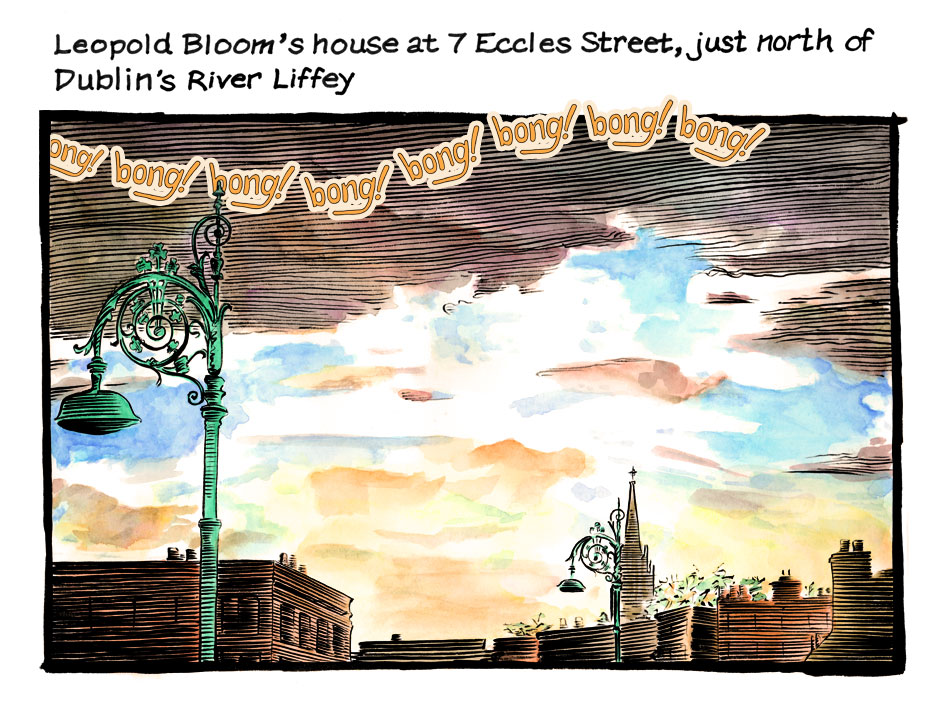 Leopold Bloom's house at 7 Eccles Street, just north of
Dublin's River Liffey
ong! bong! bong! bong! bong! bong! bong! bong!